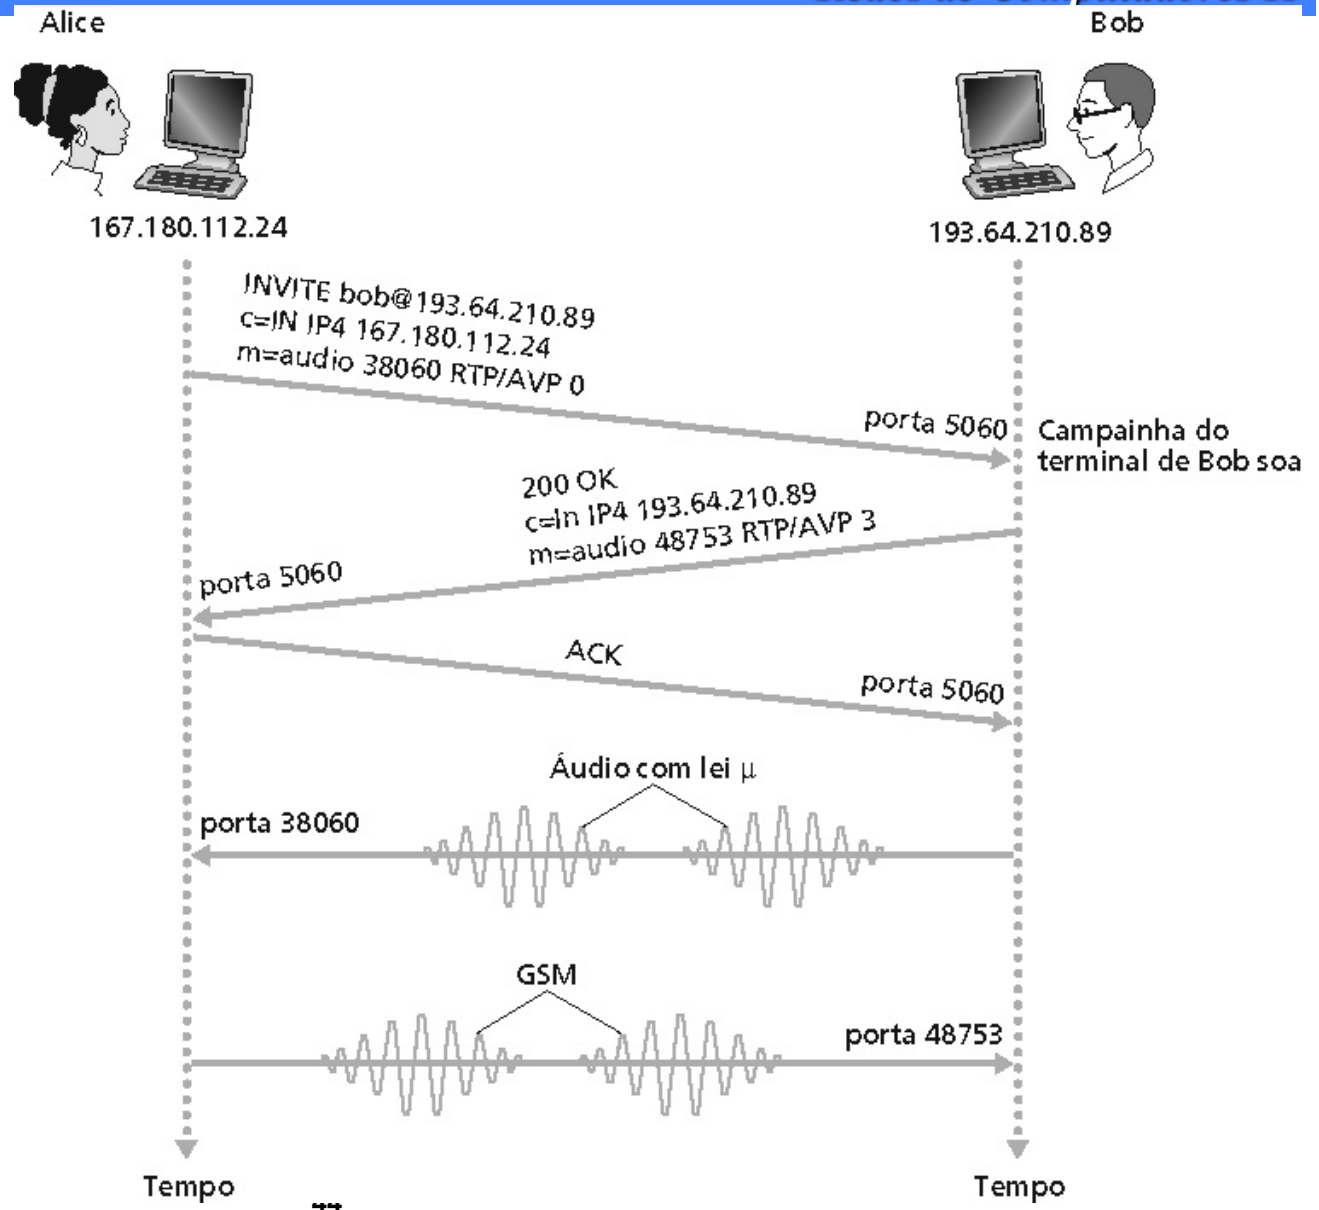 Alice
Bob
167.180.112.24
193.64.210.89
INVITE bob@193.64.210.89
c=IN IP4 167.180.112.24
m=audio 38060 RTP/AVP 0
porta 5060
Campainha do
terminal de Bob soa
200 OK
c=In IP4 193.64.210.89
m=audio 48753 RTP/AVP 3
porta 5060
ACK
porta 5060
Áudio com lei μ
porta 38060
GSM
porta 48753
Tempo
Tempo